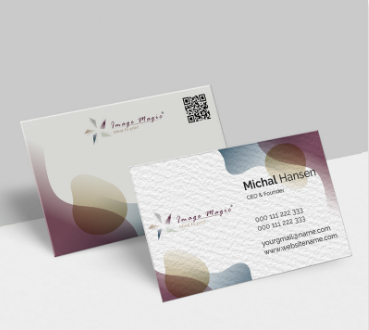 Image Magic
Michal Hansen
CEO & Founder
Image Magic
000 111 222 333
000 111 222 333
yourgmail@name.com
www.websitename.com